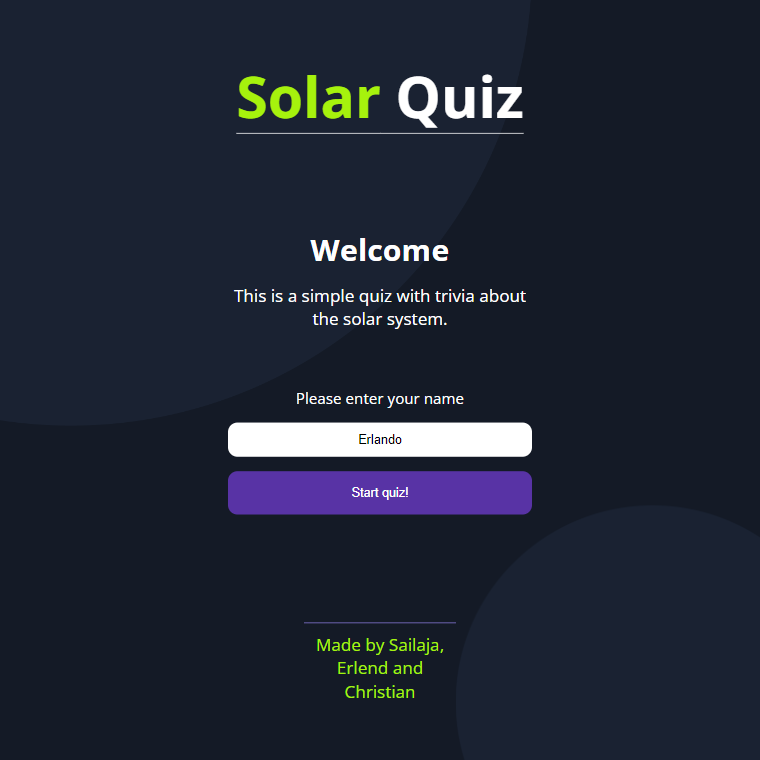 Solar Quiz
Welcome
This is a simple quiz with trivia about
the solar system.
Please enter your name
Erlando
Start quiz!
Made by Sailaja,
Erlend and
Christian